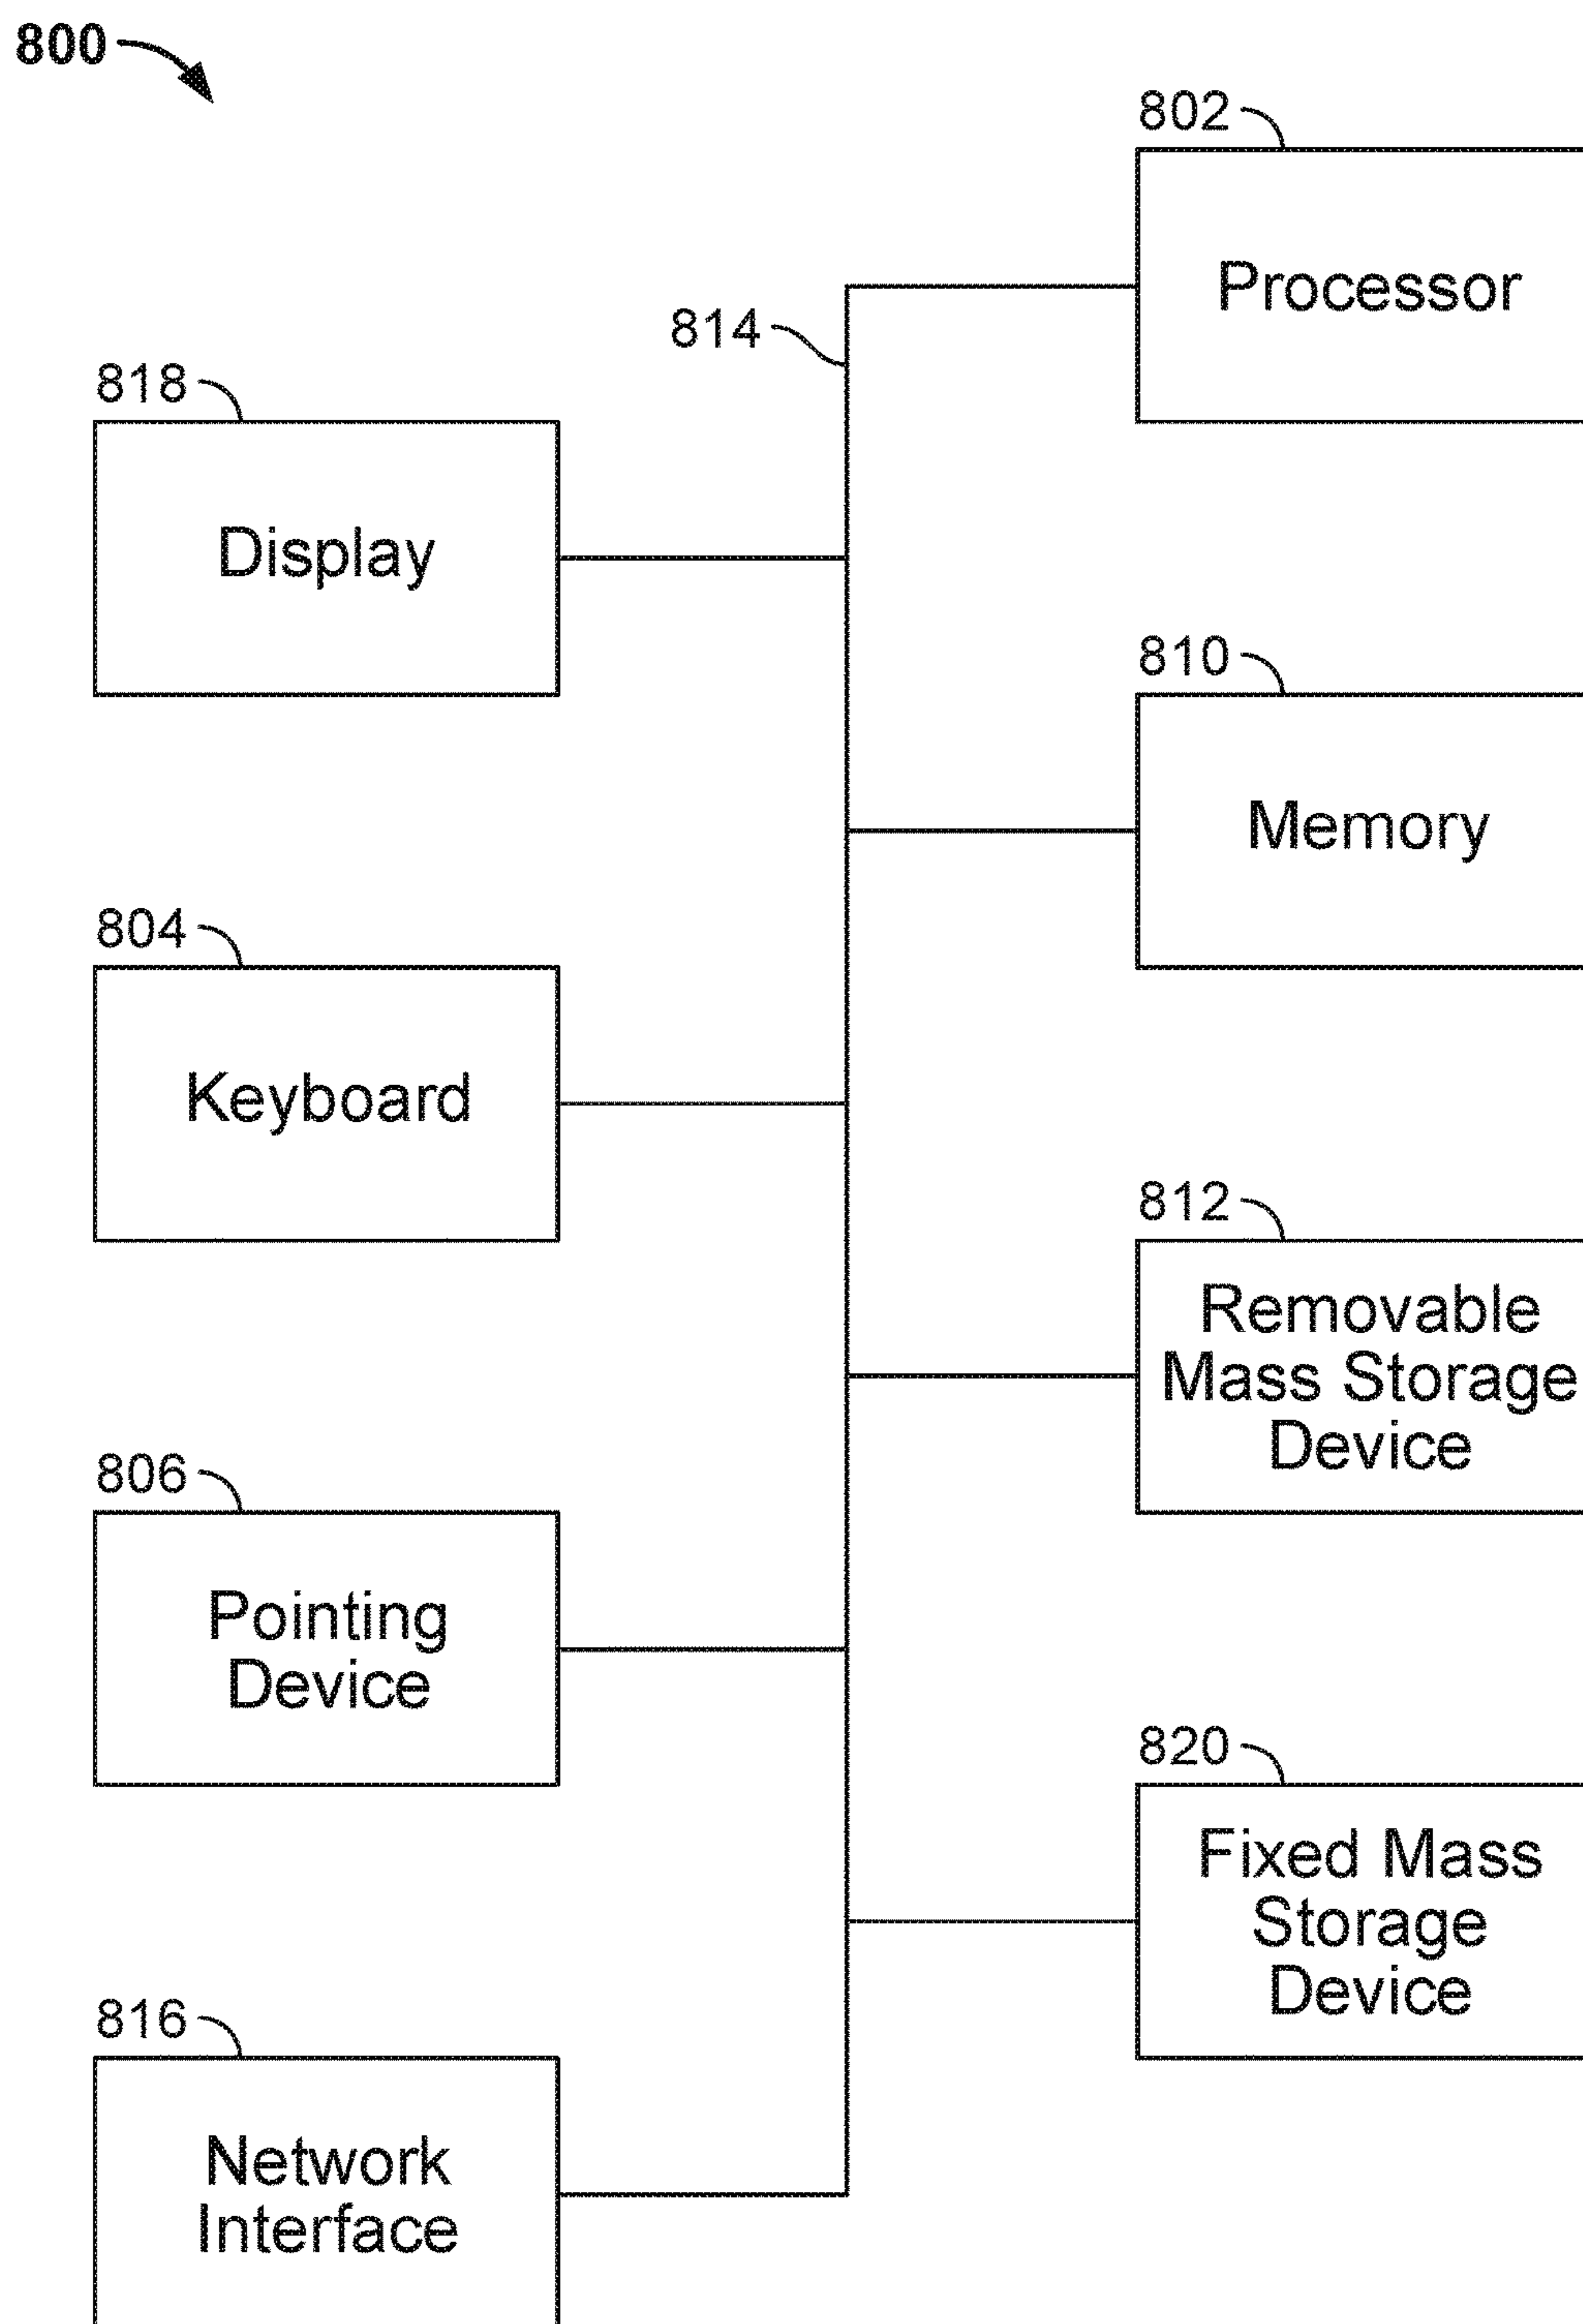 800
802
Processor
814
818
Display
810
Memory
804
Keyboard
812
Removable
Mass Storage
Device
806
Pointing
Device
820
Fixed Mass
Storage
Device
816
Network
Interface